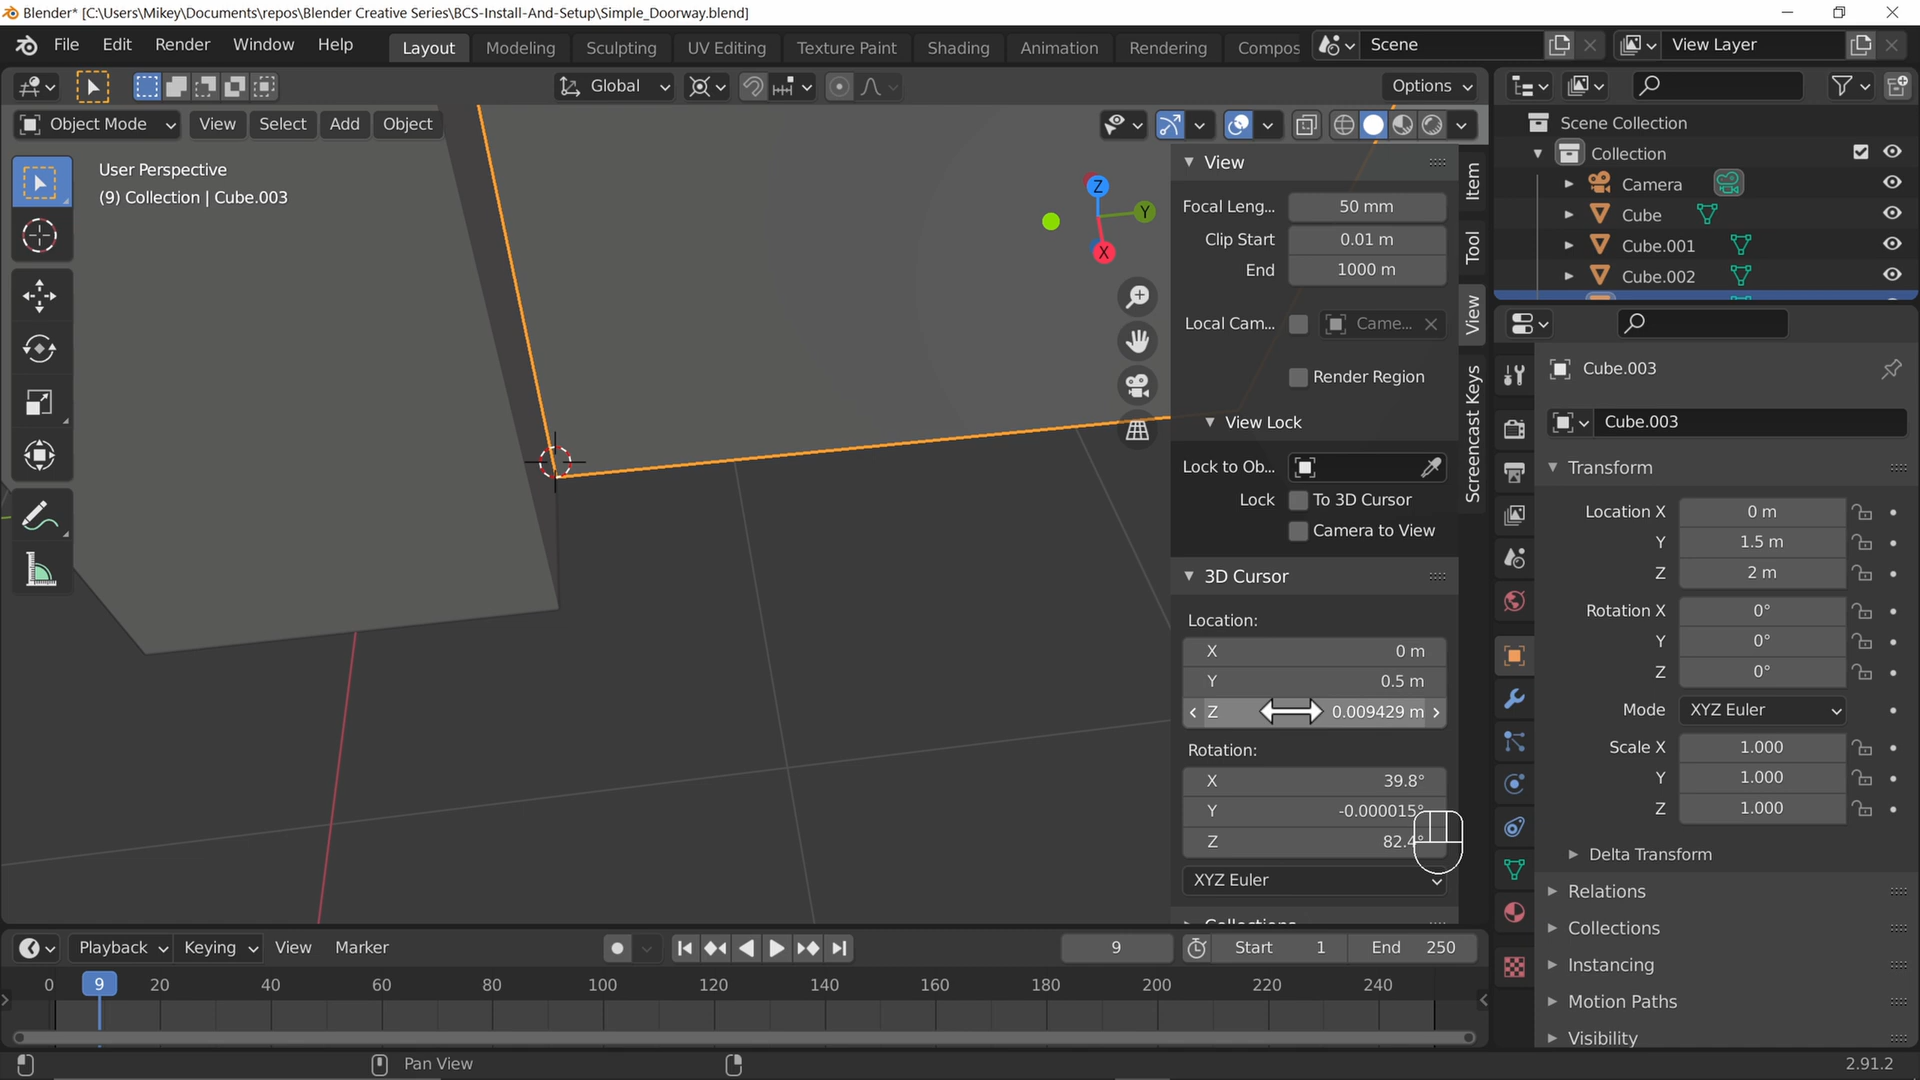 Blender* [C:\Users\Mikey\Documents\repos\Blender Creative Series\BCS-Install-And-Setup\Simple_Doorway.blend]
File Edit Render Window Help
Layout Modeling Sculpting UV Editing Texture Paint Shading Animation Rendering Compos
Scene
View Layer
Global
Options
Object Mode View Select Add Object
User Perspective
(9) Collection | Cube.003
Z
Y
X
View
Focal Leng... 50 mm
Clip Start 0.01 m
End 1000 m
Local Cam... Came...
Render Region
View Lock
Lock to Ob...
Lock To 3D Cursor
Camera to View
3D Cursor
Location:
X 0 m
Y 0.5 m
Z 0.009429 m
Rotation:
X 39.8°
Y -0.000015°
Z 82.4°
XYZ Euler
Item
Tool
View
Screencast Keys
Scene Collection
Collection
Camera
Cube
Cube.001
Cube.002
Cube.003
Cube.003
Transform
Location X 0 m
Y 1.5 m
Z 2 m
Rotation X 0°
Y 0°
Z 0°
Mode XYZ Euler
Scale X 1.000
Y 1.000
Z 1.000
Delta Transform
Relations
Collections
Instancing
Motion Paths
Visibility
Playback Keying View Marker
9
Start 1 End 250
0 9 20 40 60 80 100 120 140 160 180 200 220 240
Pan View
2.91.2